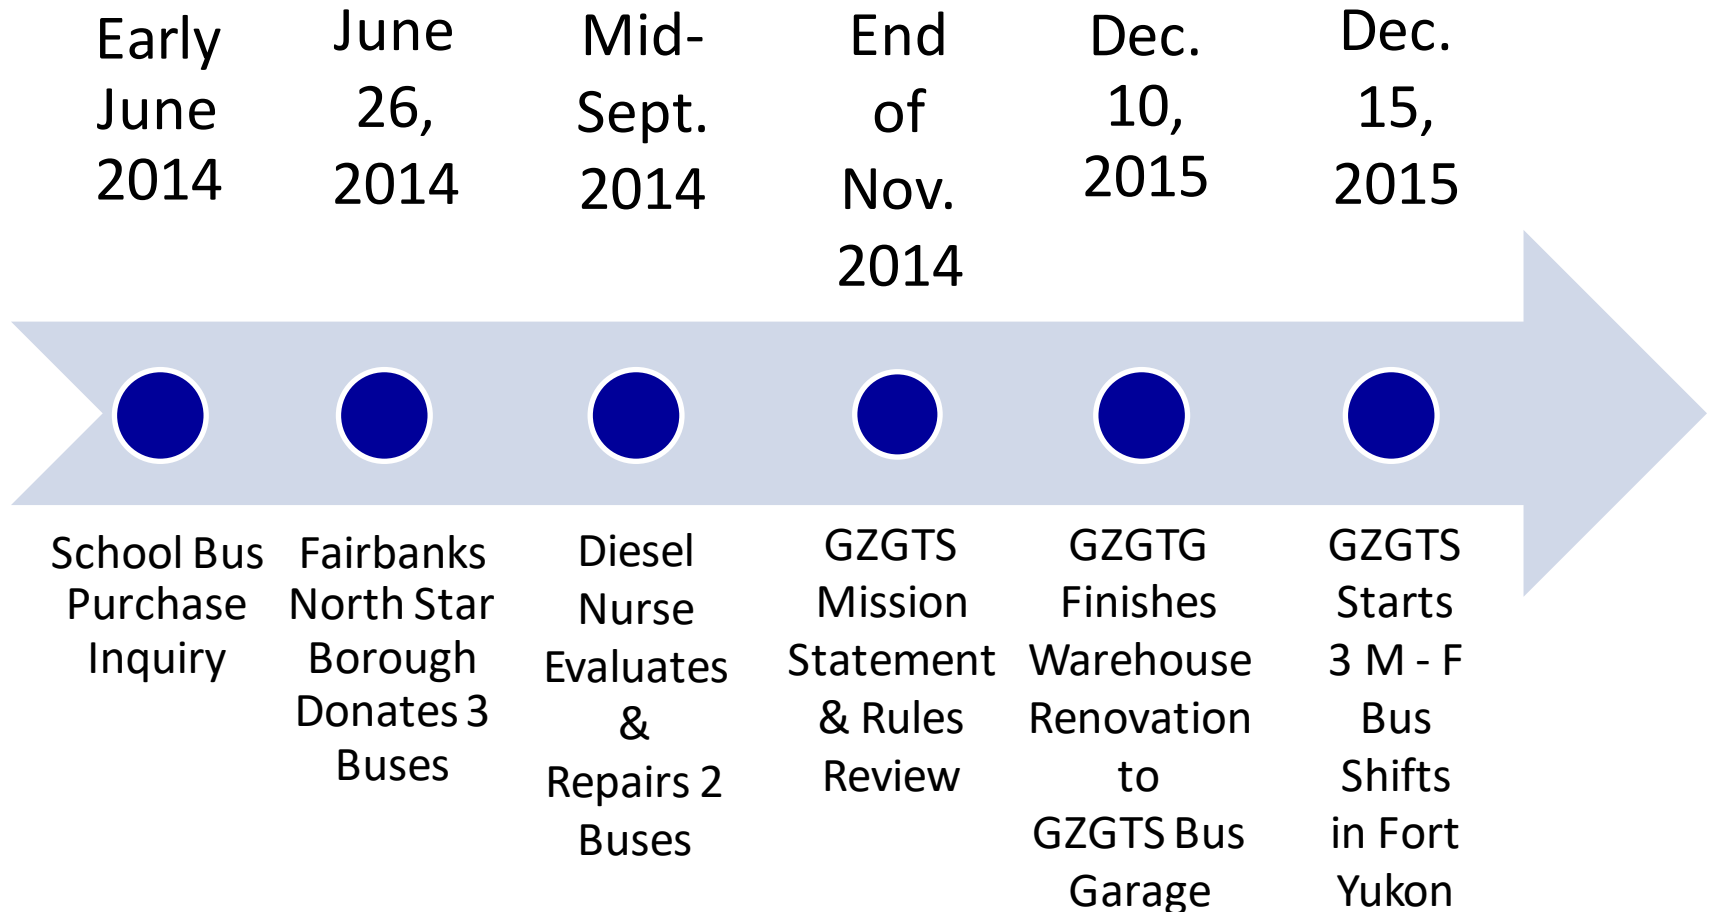 Early
June
2014
June
26,
2014
Mid-
Sept.
2014
End
of
Nov.
2014
Dec.
10,
2015
Dec.
15,
2015
School Bus
Purchase
Inquiry
Fairbanks
North Star
Borough
Donates 3
Buses
Diesel
Nurse
Evaluates
&
Repairs 2
Buses
GZGTS
Mission
Statement
& Rules
Review
GZGTG
Finishes
Warehouse
Renovation
to
GZGTS Bus
Garage
GZGTS
Starts
3 M - F
Bus
Shifts
in Fort
Yukon